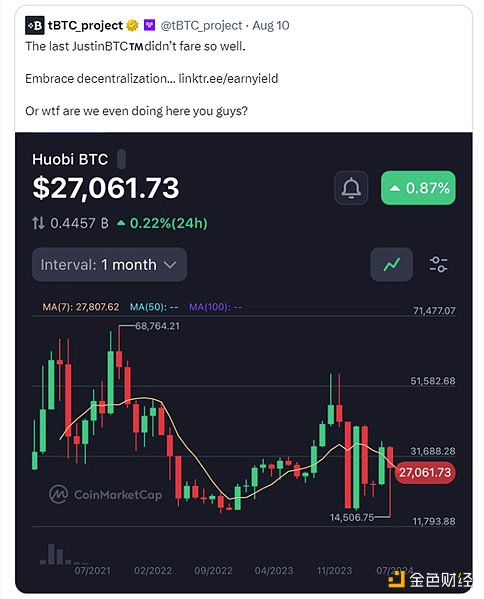 tBTC_project @tBTC_project · Aug 10
The last JustinBTC™didn't fare so well.
Embrace decentralization... linktr.ee/earnyield
Or wtf are we even doing here you guys?
Huobi BTC
$27,061.73
0.87%
0.4457 ₿ 0.22%(24h)
Interval: 1 month
MA(7): 27,807.62 MA(50): -- MA(100): --
71,477.07
68,764.21
51,582.68
31,688.28
27,061.73
CoinMarketCap
14,506.75
11,793.88
07/2021 02/2022 09/2022 04/2023 11/2023 07/2024
金色财经